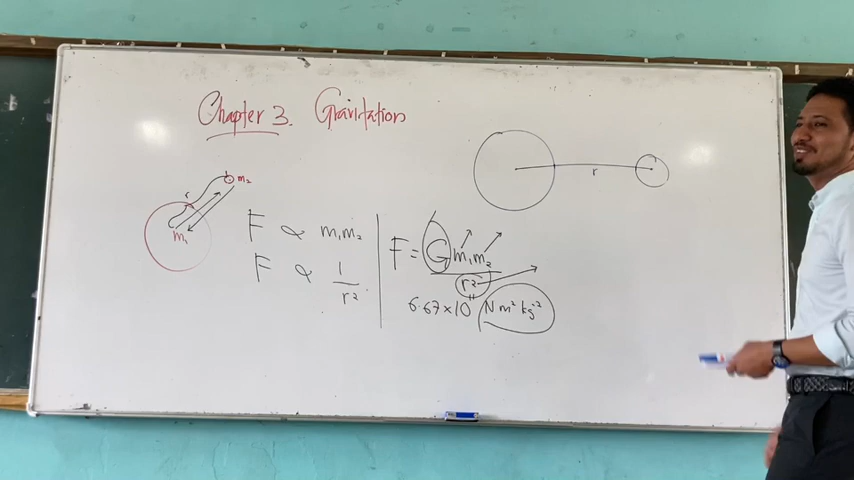 Chapter 3. Gravitation
r
m₂
m₁
F ∝ m₁m₂
F ∝ 1/r²
F = G m₁m₂/r²
6.67×10⁻¹¹ N m² kg⁻²
r